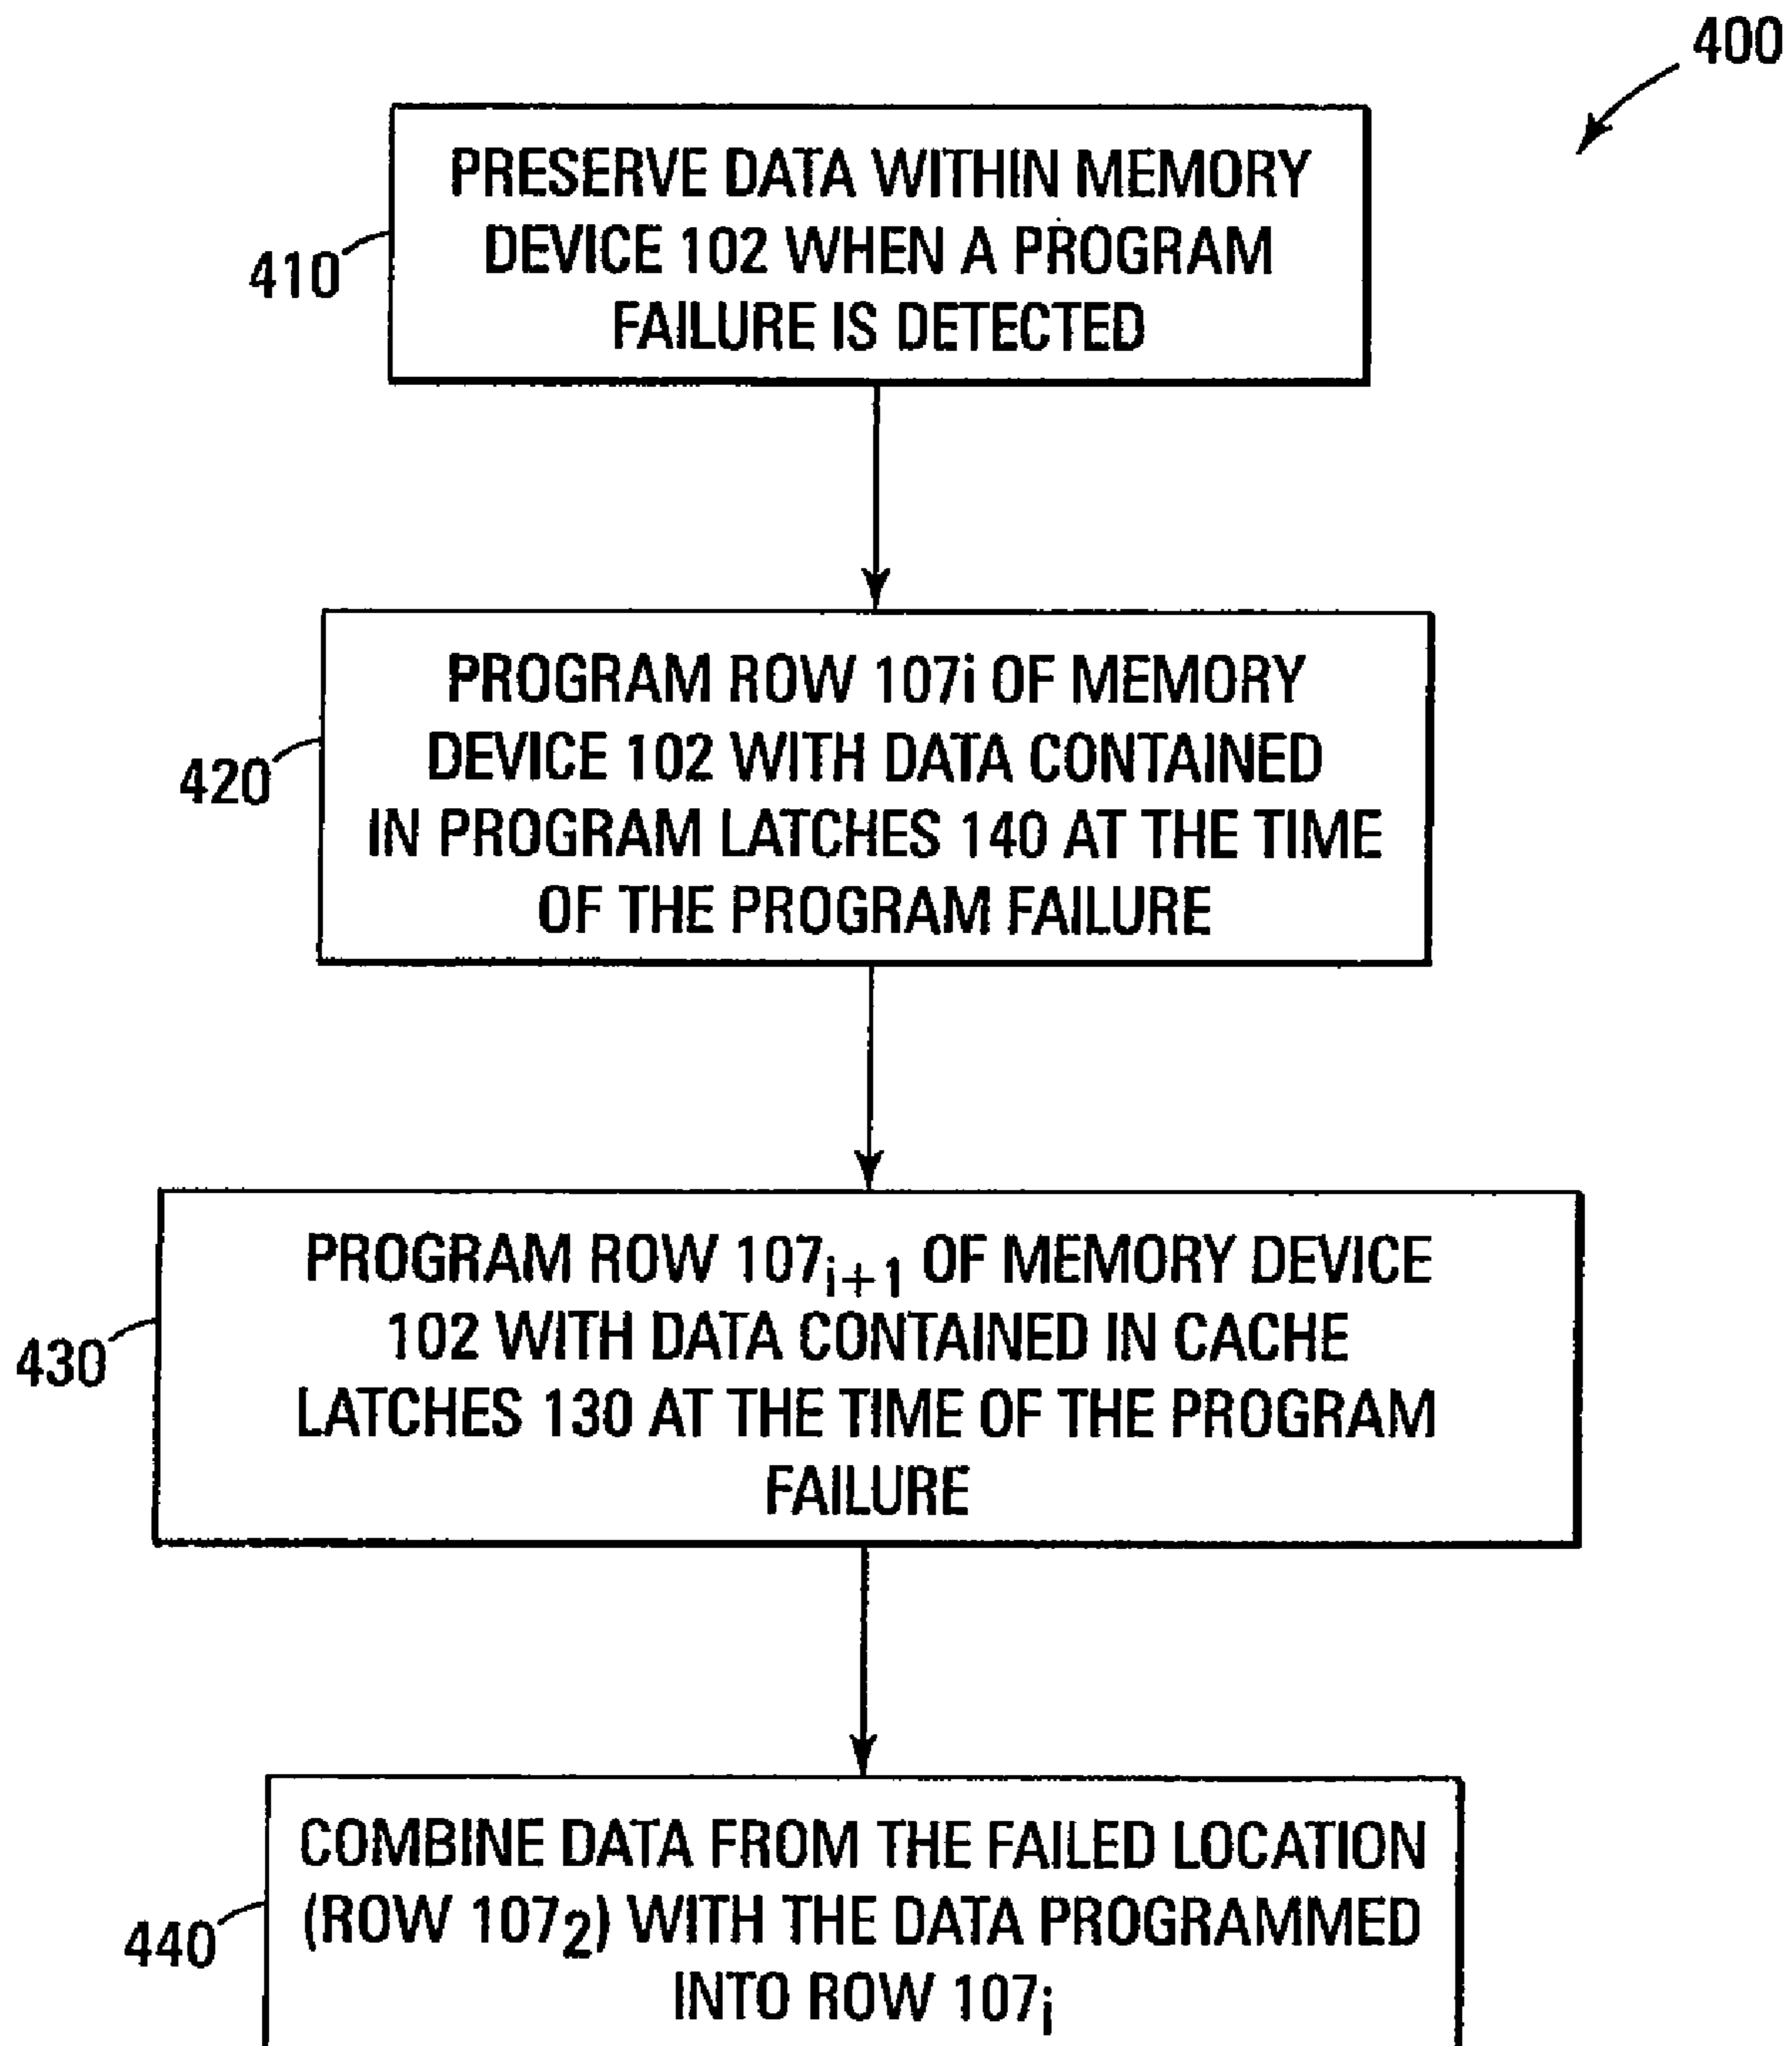 400
PRESERVE DATA WITHIN MEMORY
DEVICE 102 WHEN A PROGRAM
FAILURE IS DETECTED
410
PROGRAM ROW 107i OF MEMORY
DEVICE 102 WITH DATA CONTAINED
IN PROGRAM LATCHES 140 AT THE TIME
OF THE PROGRAM FAILURE
420
PROGRAM ROW 107i+1 OF MEMORY DEVICE
102 WITH DATA CONTAINED IN CACHE
LATCHES 130 AT THE TIME OF THE PROGRAM
FAILURE
430
COMBINE DATA FROM THE FAILED LOCATION
(ROW 1072) WITH THE DATA PROGRAMMED
INTO ROW 107i
440